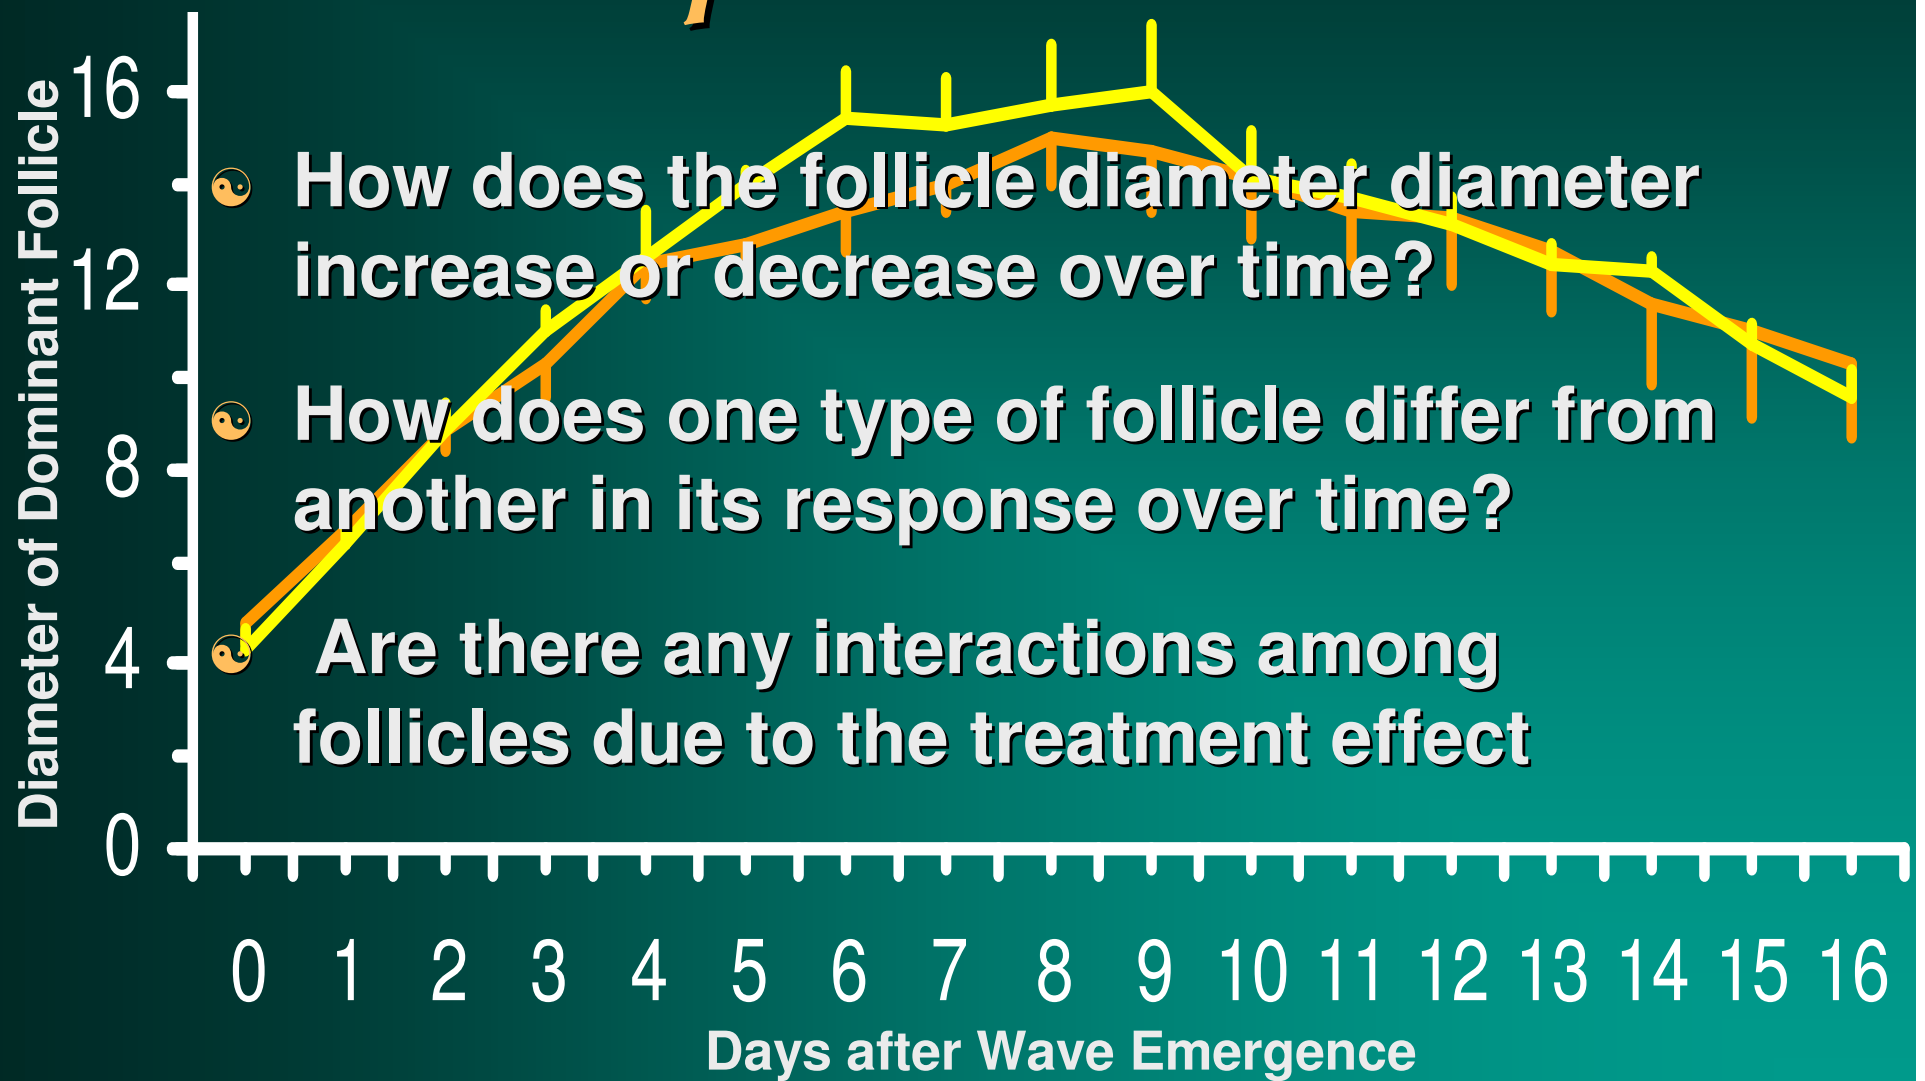 16
12
8
4
0
Diameter of Dominant Follicle
How does the follicle diameter diameter
increase or decrease over time?
How does one type of follicle differ from
another in its response over time?
Are there any interactions among
follicles due to the treatment effect
0 1 2 3 4 5 6 7 8 9 10 11 12 13 14 15 16
Days after Wave Emergence